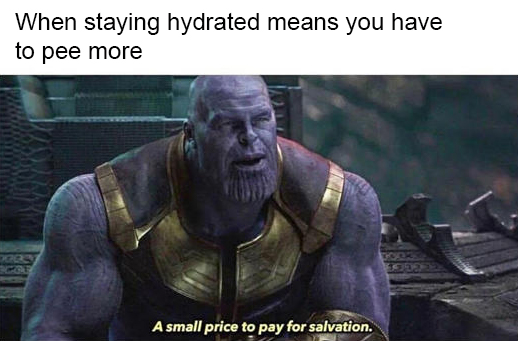 When staying hydrated means you have
to pee more
A small price to pay for salvation.